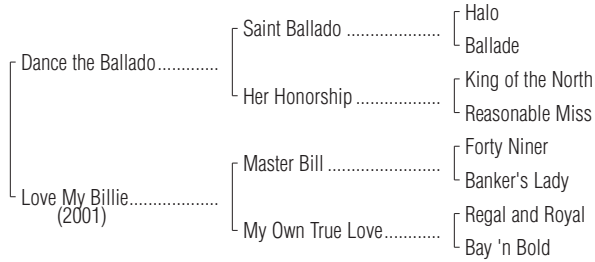 Halo
Saint Ballado .....................
Ballade
Dance the Ballado.............
King of the North
Her Honorship ...................
Reasonable Miss
Forty Niner
Master Bill .........................
Banker's Lady
Love My Billie....................
(2001)
Regal and Royal
My Own True Love.............
Bay 'n Bold